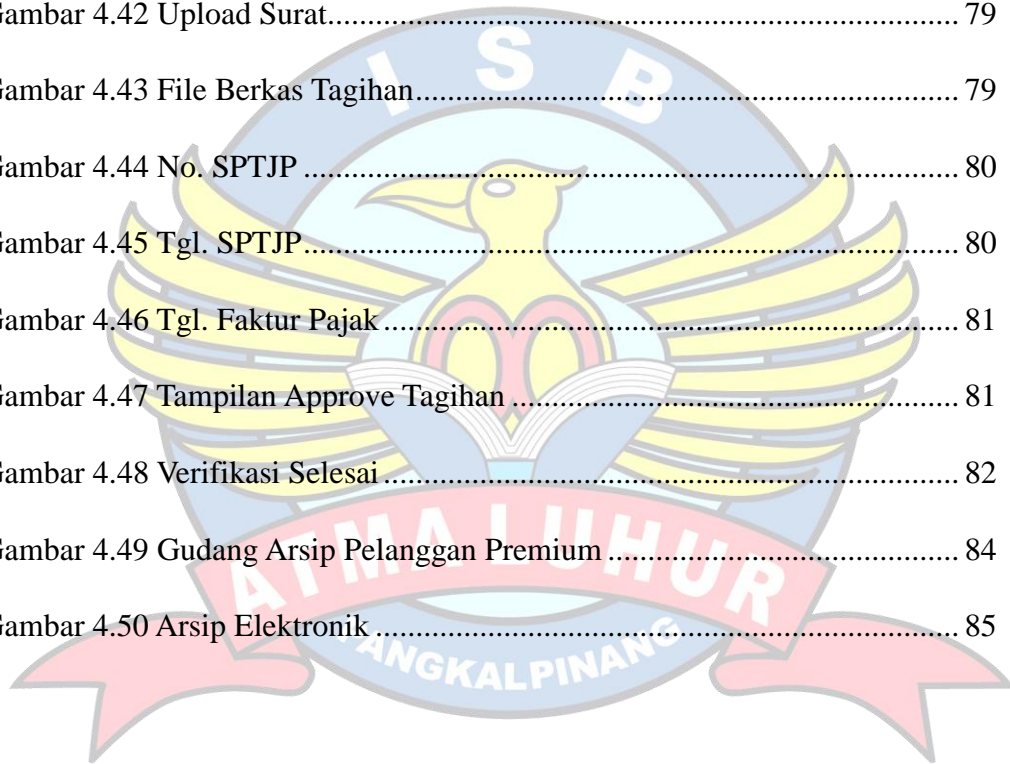 Gambar 4.42 Upload Surat................................................................................ 79
Gambar 4.43 File Berkas Tagihan..................................................................... 79
Gambar 4.44 No. SPTJP ................................................................................... 80
Gambar 4.45 Tgl. SPTJP................................................................................... 80
Gambar 4.46 Tgl. Faktur Pajak ......................................................................... 81
Gambar 4.47 Tampilan Approve Tagihan ......................................................... 81
Gambar 4.48 Verifikasi Selesai ......................................................................... 82
Gambar 4.49 Gudang Arsip Pelanggan Premium ............................................. 84
Gambar 4.50 Arsip Elektronik .......................................................................... 85
ISB
ATMA LUHUR
PANGKALPINANG